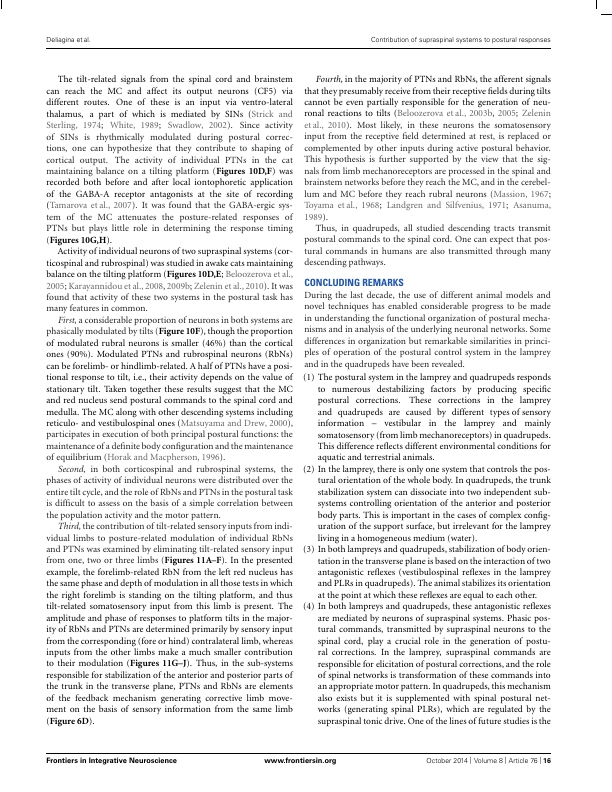 Deliagina et al.
Contribution of supraspinal systems to postural responses
The tilt-related signals from the spinal cord and brainstem
can reach the MC and affect its output neurons (CF5) via
different routes. One of these is an input via ventro-lateral
thalamus, a part of which is mediated by SINs (Strick and
Sterling, 1974; White, 1989; Swadlow, 2002). Since activity
of SINs is rhythmically modulated during postural correc-
tions, one can hypothesize that they contribute to shaping of
cortical output. The activity of individual PTNs in the cat
maintaining balance on a tilting platform (Figures 10D,F) was
recorded both before and after local iontophoretic application
of the GABA-A receptor antagonists at the site of recording
(Tamarova et al., 2007). It was found that the GABA-ergic sys-
tem of the MC attenuates the posture-related responses of
PTNs but plays little role in determining the response timing
(Figures 10G,H).
Activity of individual neurons of two supraspinal systems (cor-
ticospinal and rubrospinal) was studied in awake cats maintaining
balance on the tilting platform (Figures 10D,E; Beloozerova et al.,
2005; Karayannidou et al., 2008, 2009b; Zelenin et al., 2010). It was
found that activity of these two systems in the postural task has
many features in common.
First, a considerable proportion of neurons in both systems are
phasically modulated by tilts (Figure 10F), though the proportion
of modulated rubral neurons is smaller (46%) than the cortical
ones (90%). Modulated PTNs and rubrospinal neurons (RbNs)
can be forelimb- or hindlimb-related. A half of PTNs have a posi-
tional response to tilt, i.e., their activity depends on the value of
stationary tilt. Taken together these results suggest that the MC
and red nucleus send postural commands to the spinal cord and
medulla. The MC along with other descending systems including
reticulo- and vestibulospinal ones (Matsuyama and Drew, 2000),
participates in execution of both principal postural functions: the
maintenance of a definite body configuration and the maintenance
of equilibrium (Horak and Macpherson, 1996).
Second, in both corticospinal and rubrospinal systems, the
phases of activity of individual neurons were distributed over the
entire tilt cycle, and the role of RbNs and PTNs in the postural task
is difficult to assess on the basis of a simple correlation between
the population activity and the motor pattern.
Third, the contribution of tilt-related sensory inputs from indi-
vidual limbs to posture-related modulation of individual RbNs
and PTNs was examined by eliminating tilt-related sensory input
from one, two or three limbs (Figures 11A–F). In the presented
example, the forelimb-related RbN from the left red nucleus has
the same phase and depth of modulation in all those tests in which
the right forelimb is standing on the tilting platform, and thus
tilt-related somatosensory input from this limb is present. The
amplitude and phase of responses to platform tilts in the major-
ity of RbNs and PTNs are determined primarily by sensory input
from the corresponding (fore or hind) contralateral limb, whereas
inputs from the other limbs make a much smaller contribution
to their modulation (Figures 11G–J). Thus, in the sub-systems
responsible for stabilization of the anterior and posterior parts of
the trunk in the transverse plane, PTNs and RbNs are elements
of the feedback mechanism generating corrective limb move-
ment on the basis of sensory information from the same limb
(Figure 6D).
Fourth, in the majority of PTNs and RbNs, the afferent signals
that they presumably receive from their receptive fields during tilts
cannot be even partially responsible for the generation of neu-
ronal reactions to tilts (Beloozerova et al., 2003b, 2005; Zelenin
et al., 2010). Most likely, in these neurons the somatosensory
input from the receptive field determined at rest, is replaced or
complemented by other inputs during active postural behavior.
This hypothesis is further supported by the view that the sig-
nals from limb mechanoreceptors are processed in the spinal and
brainstem networks before they reach the MC, and in the cerebel-
lum and MC before they reach rubral neurons (Massion, 1967;
Toyama et al., 1968; Landgren and Silfvenius, 1971; Asanuma,
1989).
Thus, in quadrupeds, all studied descending tracts transmit
postural commands to the spinal cord. One can expect that pos-
tural commands in humans are also transmitted through many
descending pathways.
CONCLUDING REMARKS
During the last decade, the use of different animal models and
novel techniques has enabled considerable progress to be made
in understanding the functional organization of postural mecha-
nisms and in analysis of the underlying neuronal networks. Some
differences in organization but remarkable similarities in princi-
ples of operation of the postural control system in the lamprey
and in the quadrupeds have been revealed.
(1) The postural system in the lamprey and quadrupeds responds
to numerous destabilizing factors by producing specific
postural corrections. These corrections in the lamprey
and quadrupeds are caused by different types of sensory
information – vestibular in the lamprey and mainly
somatosensory (from limb mechanoreceptors) in quadrupeds.
This difference reflects different environmental conditions for
aquatic and terrestrial animals.
(2) In the lamprey, there is only one system that controls the pos-
tural orientation of the whole body. In quadrupeds, the trunk
stabilization system can dissociate into two independent sub-
systems controlling orientation of the anterior and posterior
body parts. This is important in the cases of complex config-
uration of the support surface, but irrelevant for the lamprey
living in a homogeneous medium (water).
(3) In both lampreys and quadrupeds, stabilization of body orien-
tation in the transverse plane is based on the interaction of two
antagonistic reflexes (vestibulospinal reflexes in the lamprey
and PLRs in quadrupeds). The animal stabilizes its orientation
at the point at which these reflexes are equal to each other.
(4) In both lampreys and quadrupeds, these antagonistic reflexes
are mediated by neurons of supraspinal systems. Phasic pos-
tural commands, transmitted by supraspinal neurons to the
spinal cord, play a crucial role in the generation of postu-
ral corrections. In the lamprey, supraspinal commands are
responsible for elicitation of postural corrections, and the role
of spinal networks is transformation of these commands into
an appropriate motor pattern. In quadrupeds, this mechanism
also exists but it is supplemented with spinal postural net-
works (generating spinal PLRs), which are regulated by the
supraspinal tonic drive. One of the lines of future studies is the
Frontiers in Integrative Neuroscience
www.frontiersin.org
October 2014 | Volume 8 | Article 76 | 16